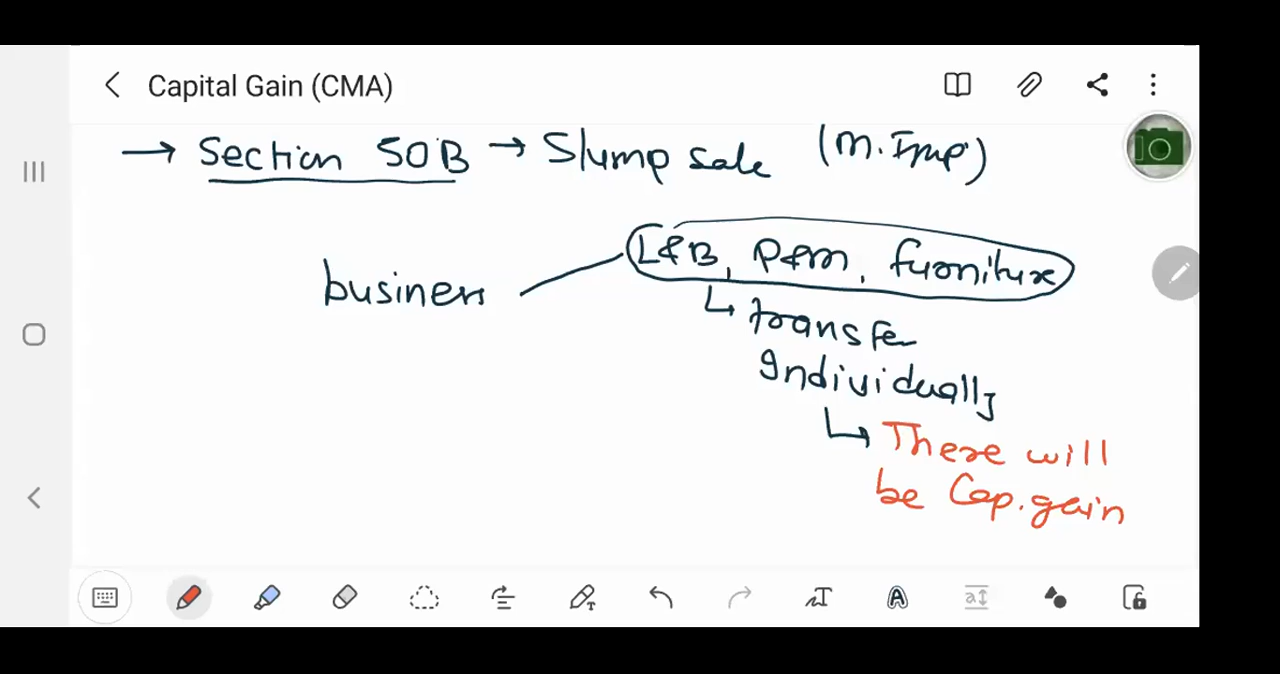 Capital Gain (CMA)
→ Section 50B → Slump sale (M. Imp)
business
L&B, P&M, furniture
↳ transfer
Individually
↳ There will
be Cap. gain